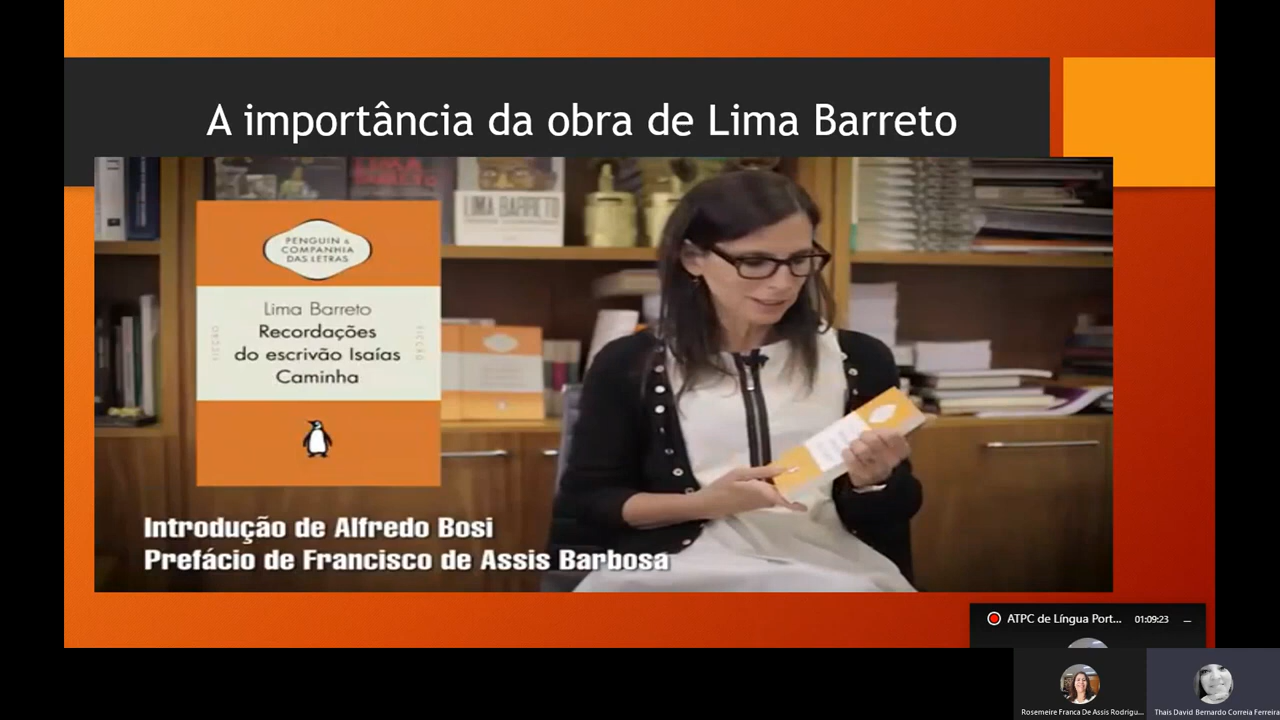 A importância da obra de Lima Barreto
LIMA BARRETO
PENGUIN &
COMPANHIA
DAS LETRAS
Lima Barreto
Recordações
do escrivão Isaías
Caminha
FICÇÃO
FICÇÃO
Introdução de Alfredo Bosi
Prefácio de Francisco de Assis Barbosa
ATPC de Língua Port... 01:09:23
Rosemeire Franca De Assis Rodrigu...
Thais David Bernardo Correia Ferreira